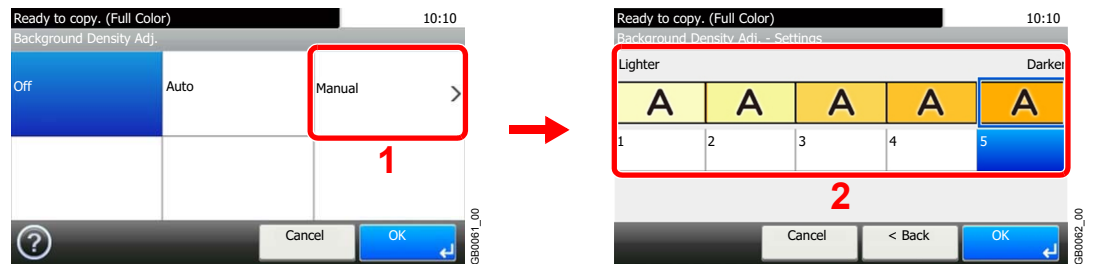 Ready to copy. (Full Color) 10:10
Background Density Adj.
Off Auto Manual >
1
? Cancel OK
GB0061_00
Ready to copy. (Full Color) 10:10
Background Density Adj. - Settings
Lighter Darker
A A A A A
1 2 3 4 5
2
Cancel < Back OK
GB0062_00